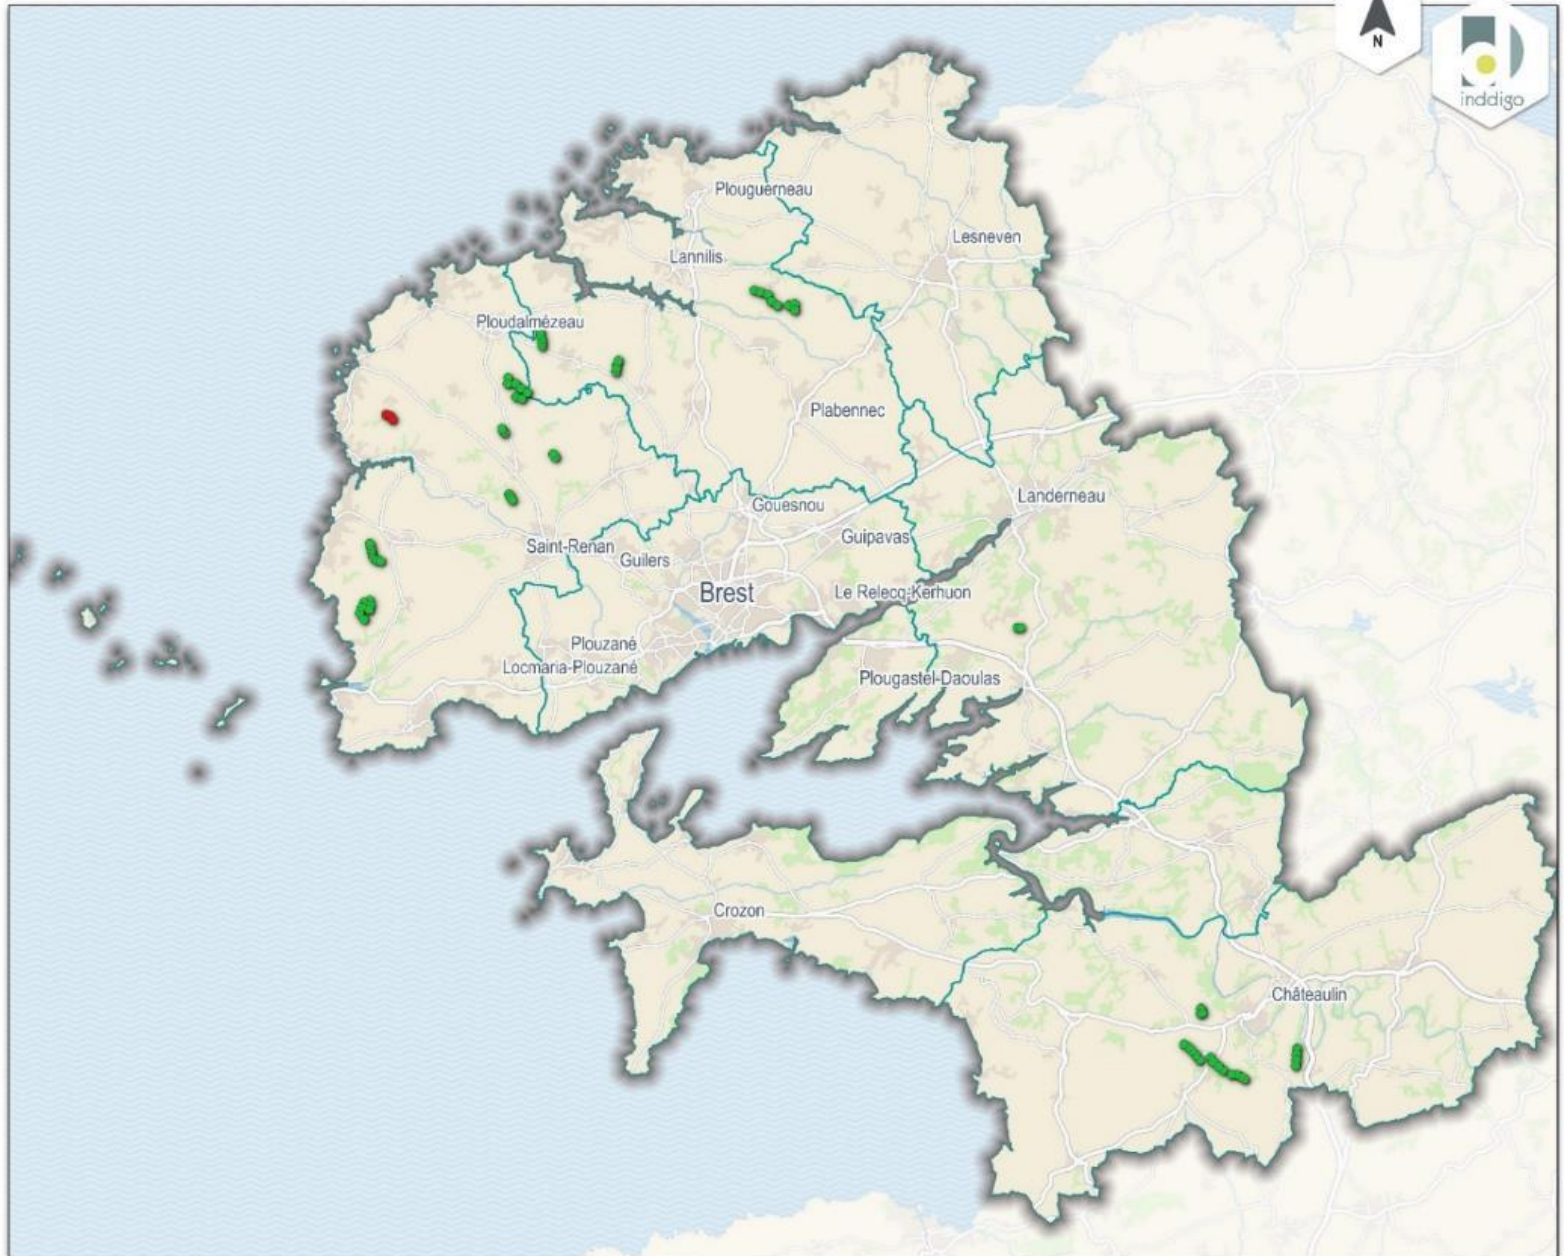 N
inddigo
Plouguerneau
Lesneven
Lannilis
Ploudalmézeau
Plabennec
Landerneau
Gouesnou
Guipavas
Saint-Renan
Guilers
Brest
Le Relecq-Kerhuon
Plouzané
Locmaria-Plouzané
Plougastel-Daoulas
Crozon
Châteaulin